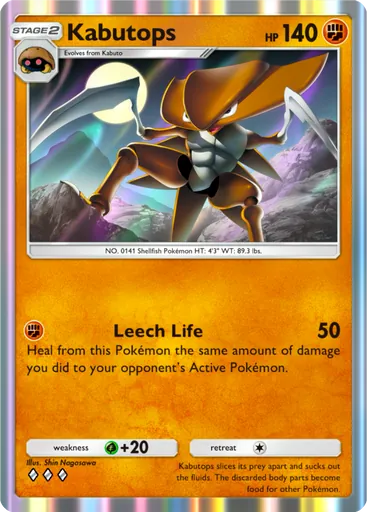 STAGE2 Kabutops HP 140
Evolves from Kabuto
NO. 0141 Shellfish Pokémon HT: 4'3" WT: 89.3 lbs.
Leech Life 50
Heal from this Pokémon the same amount of damage
you did to your opponent's Active Pokémon.
weakness +20 retreat
Illus. Shin Nagasawa
Kabutops slices its prey apart and sucks out
the fluids. The discarded body parts become
food for other Pokémon.